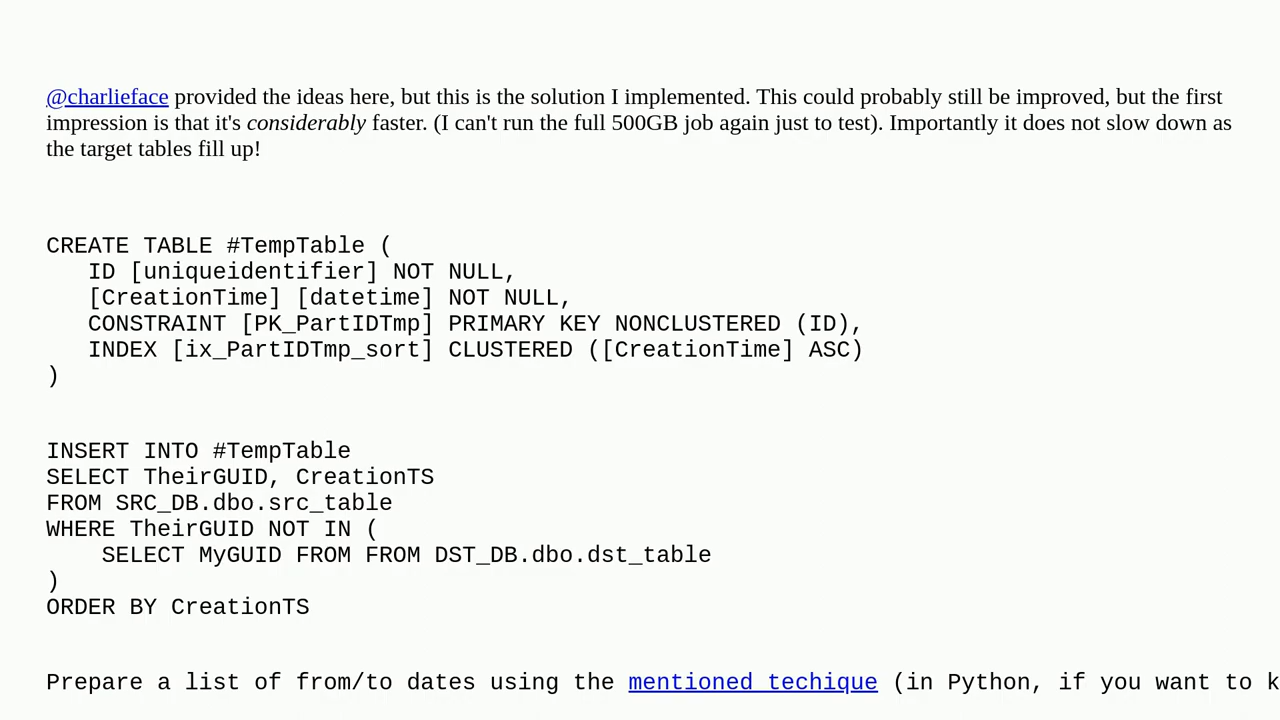 @charlieface provided the ideas here, but this is the solution I implemented. This could probably still be improved, but the first
impression is that it's considerably faster. (I can't run the full 500GB job again just to test). Importantly it does not slow down as
the target tables fill up!
CREATE TABLE #TempTable (
   ID [uniqueidentifier] NOT NULL,
   [CreationTime] [datetime] NOT NULL,
   CONSTRAINT [PK_PartIDTmp] PRIMARY KEY NONCLUSTERED (ID),
   INDEX [ix_PartIDTmp_sort] CLUSTERED ([CreationTime] ASC)
)
INSERT INTO #TempTable
SELECT TheirGUID, CreationTS
FROM SRC_DB.dbo.src_table
WHERE TheirGUID NOT IN (
    SELECT MyGUID FROM FROM DST_DB.dbo.dst_table
)
ORDER BY CreationTS
Prepare a list of from/to dates using the mentioned techique (in Python, if you want to k